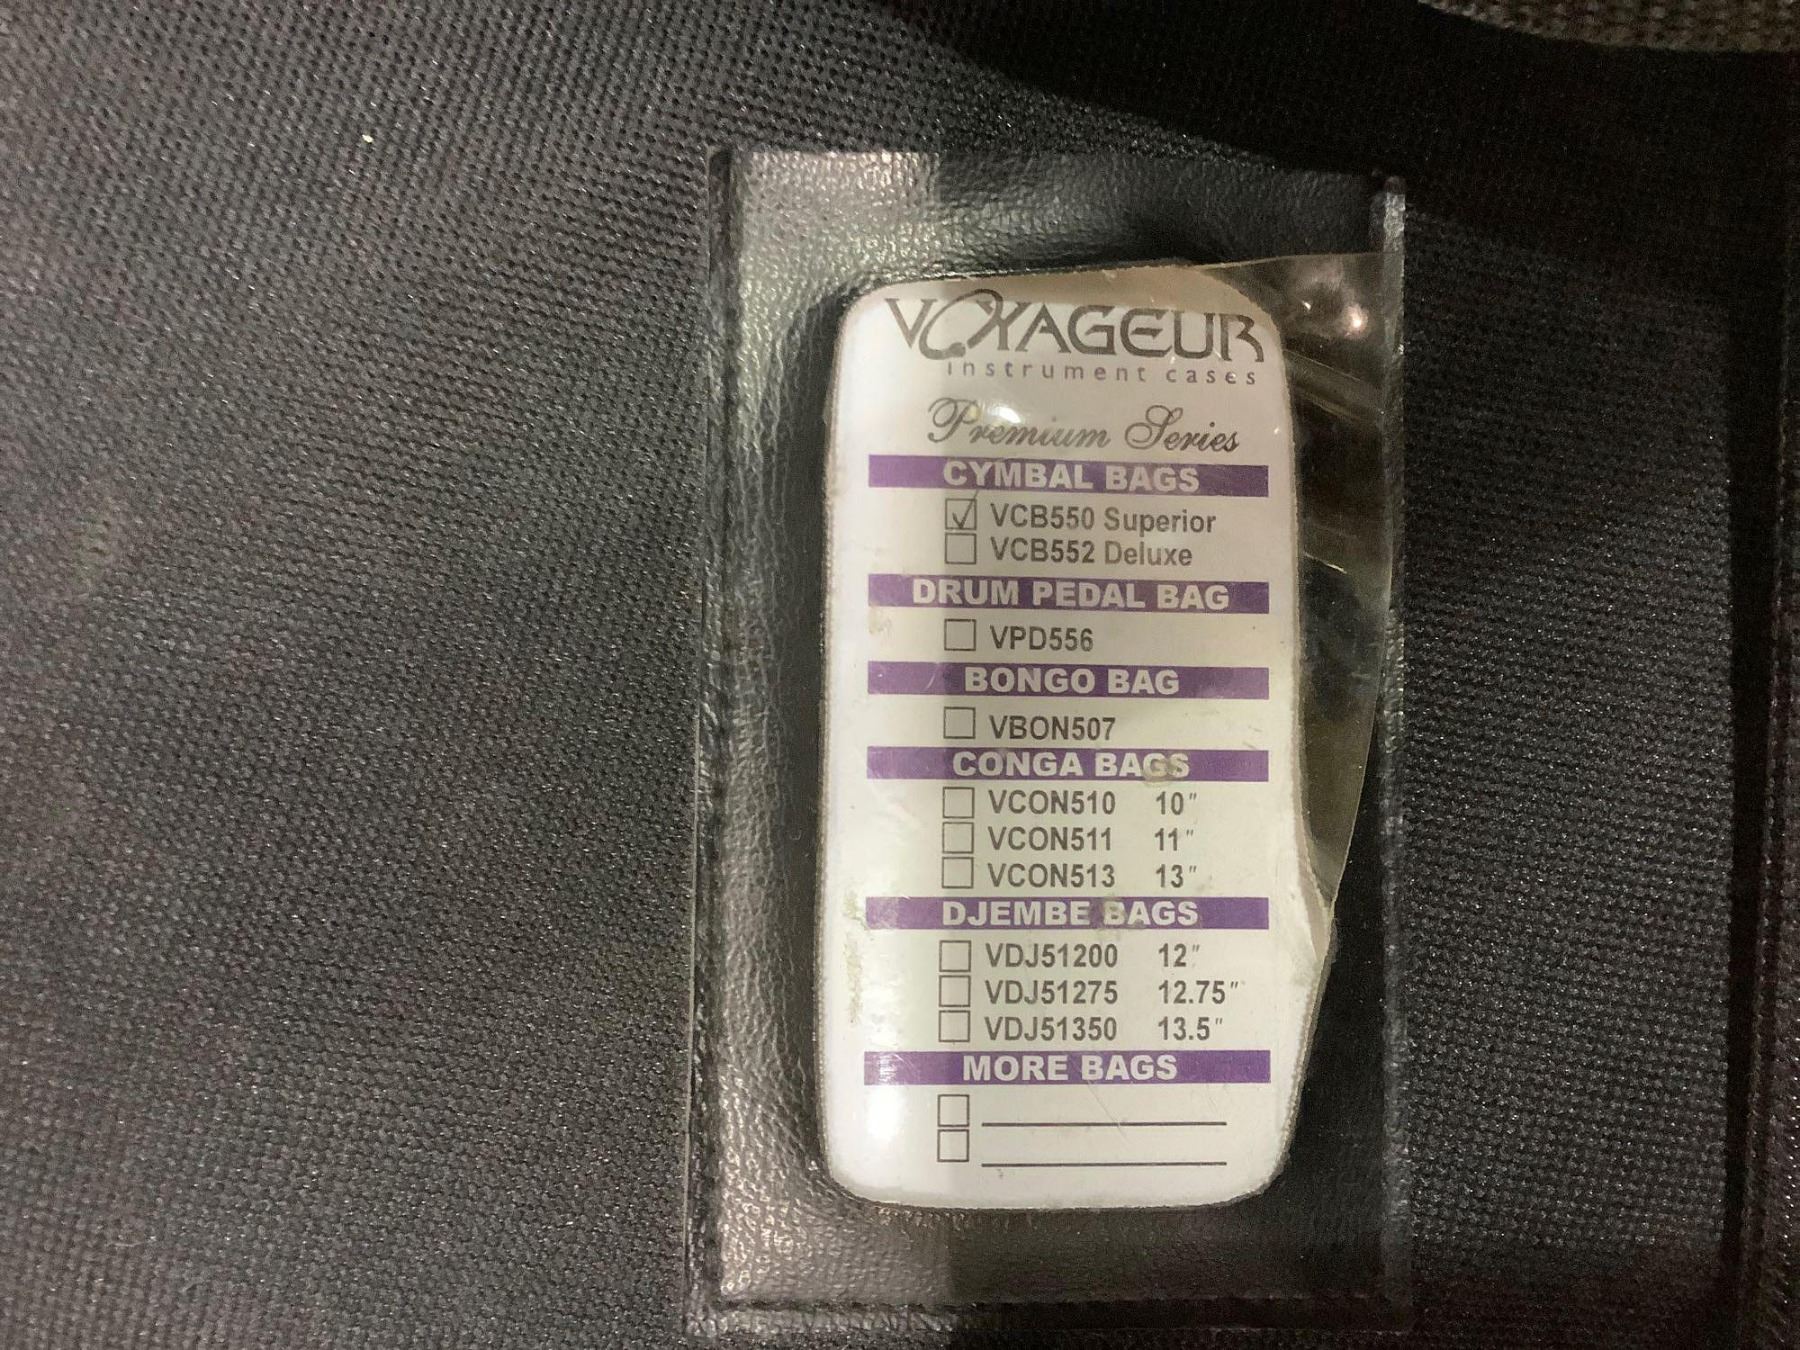 VOYAGEUR
instrument cases
Premium Series
CYMBAL BAGS
VCB550 Superior
VCB552 Deluxe
DRUM PEDAL BAG
VPD556
BONGO BAG
VBON507
CONGA BAGS
VCON510 10"
VCON511 11"
VCON513 13"
DJEMBE BAGS
VDJ51200 12"
VDJ51275 12.75"
VDJ51350 13.5"
MORE BAGS